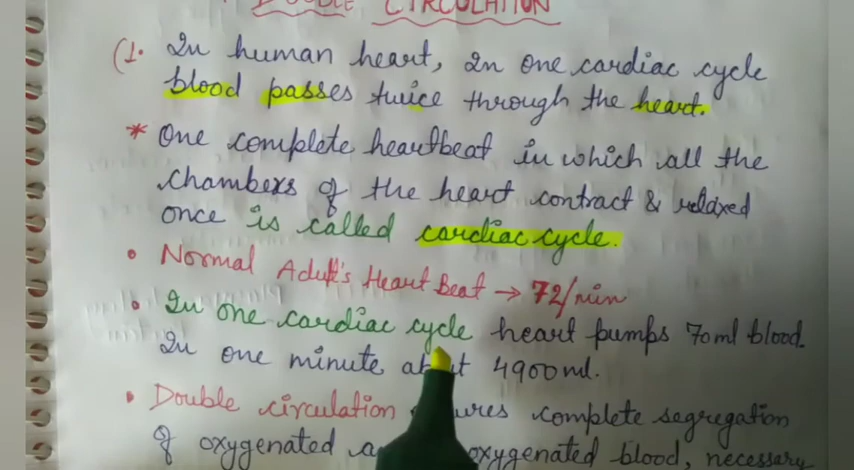 DOUBLE CIRCULATION
(1. In human heart, In one cardiac cycle
blood passes twice through the heart.
* One complete heartbeat in which all the
chambers of the heart contract & relaxed
once is called cardiac cycle.
• Normal Adult's Heart Beat → 72/min
• In one cardiac cycle heart pumps 70ml blood.
In one minute about 4900ml.
• Double circulation complete segregation
of oxygenated oxygenated blood, necessary